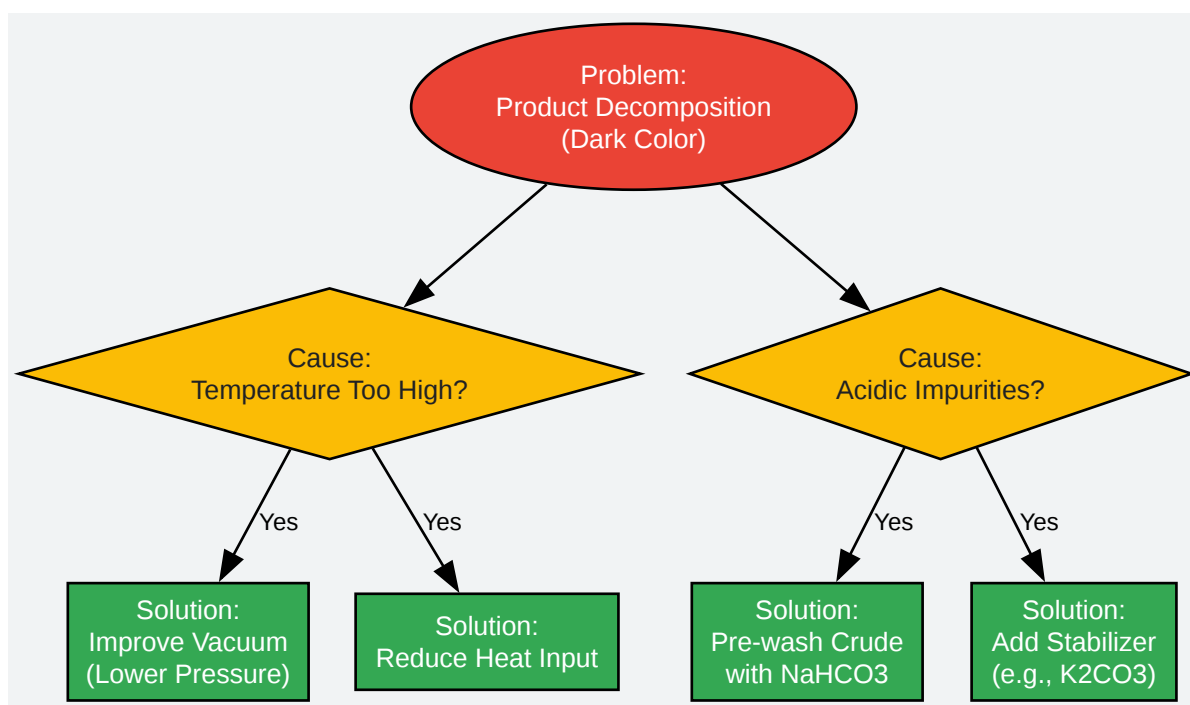 Problem:
Product Decomposition
(Dark Color)
Cause:
Temperature Too High?
Cause:
Acidic Impurities?
Yes
Yes
Yes
Yes
Solution:
Improve Vacuum
(Lower Pressure)
Solution:
Reduce Heat Input
Solution:
Pre-wash Crude
with NaHCO3
Solution:
Add Stabilizer
(e.g., K2CO3)